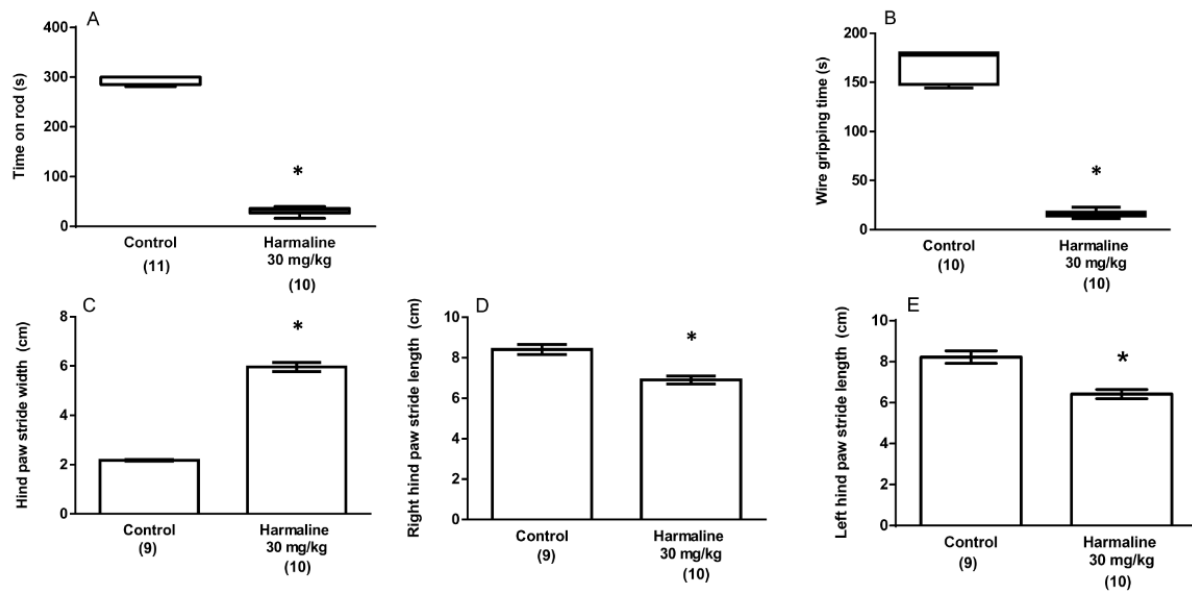 A
Time on rod (s)
400
300
200
100
0
*
Control
(11)
Harmaline
30 mg/kg
(10)
B
Wire gripping time (s)
200
150
100
50
0
*
Control
(10)
Harmaline
30 mg/kg
(10)
C
Hind paw stride width (cm)
8
6
4
2
0
*
Control
(9)
Harmaline
30 mg/kg
(10)
D
Right hind paw stride length (cm)
10
8
6
4
2
0
*
Control
(9)
Harmaline
30 mg/kg
(10)
E
Left hind paw stride length (cm)
10
8
6
4
2
0
*
Control
(9)
Harmaline
30 mg/kg
(10)